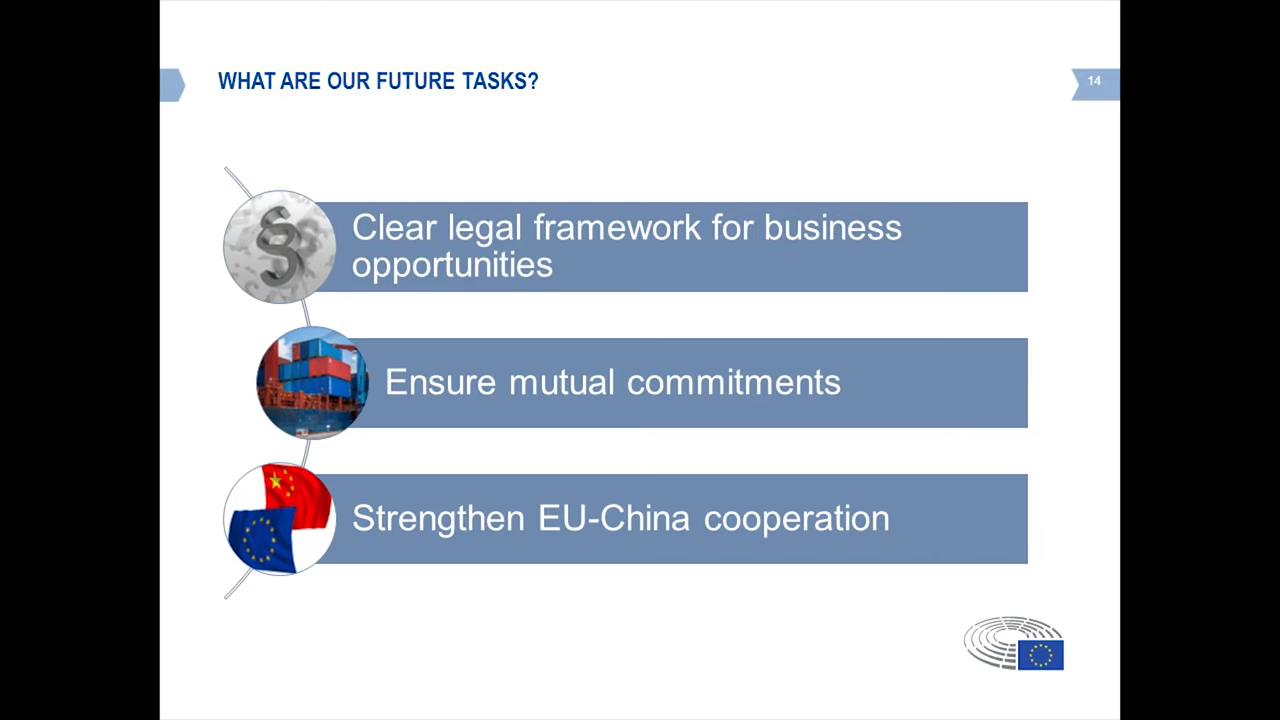 WHAT ARE OUR FUTURE TASKS?
14
Clear legal framework for business
opportunities
Ensure mutual commitments
Strengthen EU-China cooperation